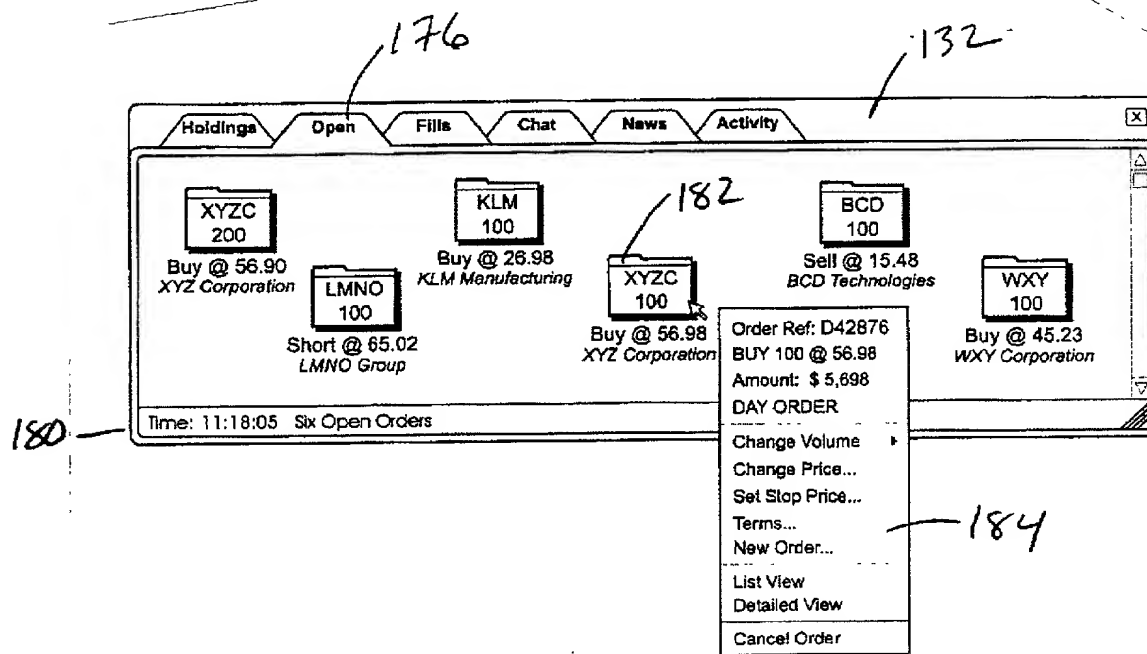 176
132
Holdings Open Fills Chat News Activity
X
XYZC
200
Buy @ 56.90
XYZ Corporation
LMNO
100
Short @ 65.02
LMNO Group
KLM
100
Buy @ 26.98
KLM Manufacturing
182
XYZC
100
Buy @ 56.98
XYZ Corporation
BCD
100
Sell @ 15.48
BCD Technologies
WXY
100
Buy @ 45.23
WXY Corporation
Order Ref: D42876
BUY 100 @ 56.98
Amount: $ 5,698
DAY ORDER
Change Volume
Change Price...
Set Stop Price...
Terms...
New Order...
List View
Detailed View
Cancel Order
184
180
Time: 11:18:05 Six Open Orders